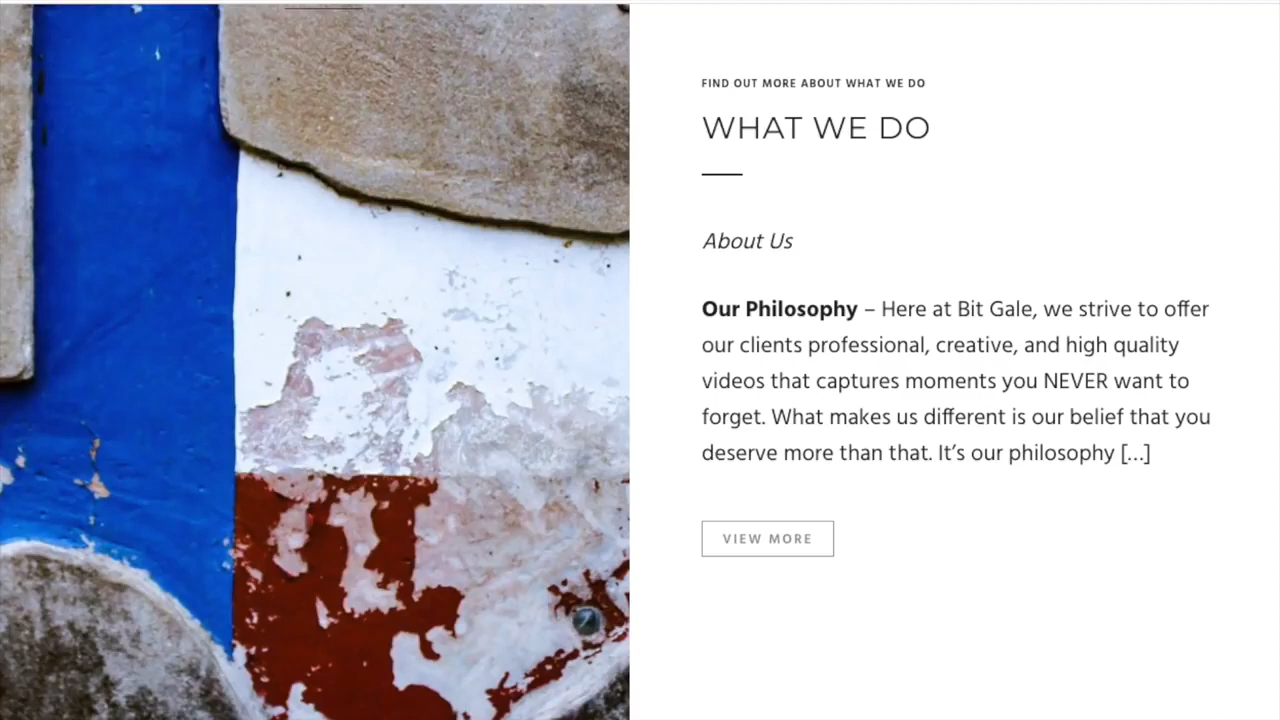 FIND OUT MORE ABOUT WHAT WE DO
WHAT WE DO
About Us
Our Philosophy – Here at Bit Gale, we strive to offer
our clients professional, creative, and high quality
videos that captures moments you NEVER want to
forget. What makes us different is our belief that you
deserve more than that. It’s our philosophy [...]
VIEW MORE